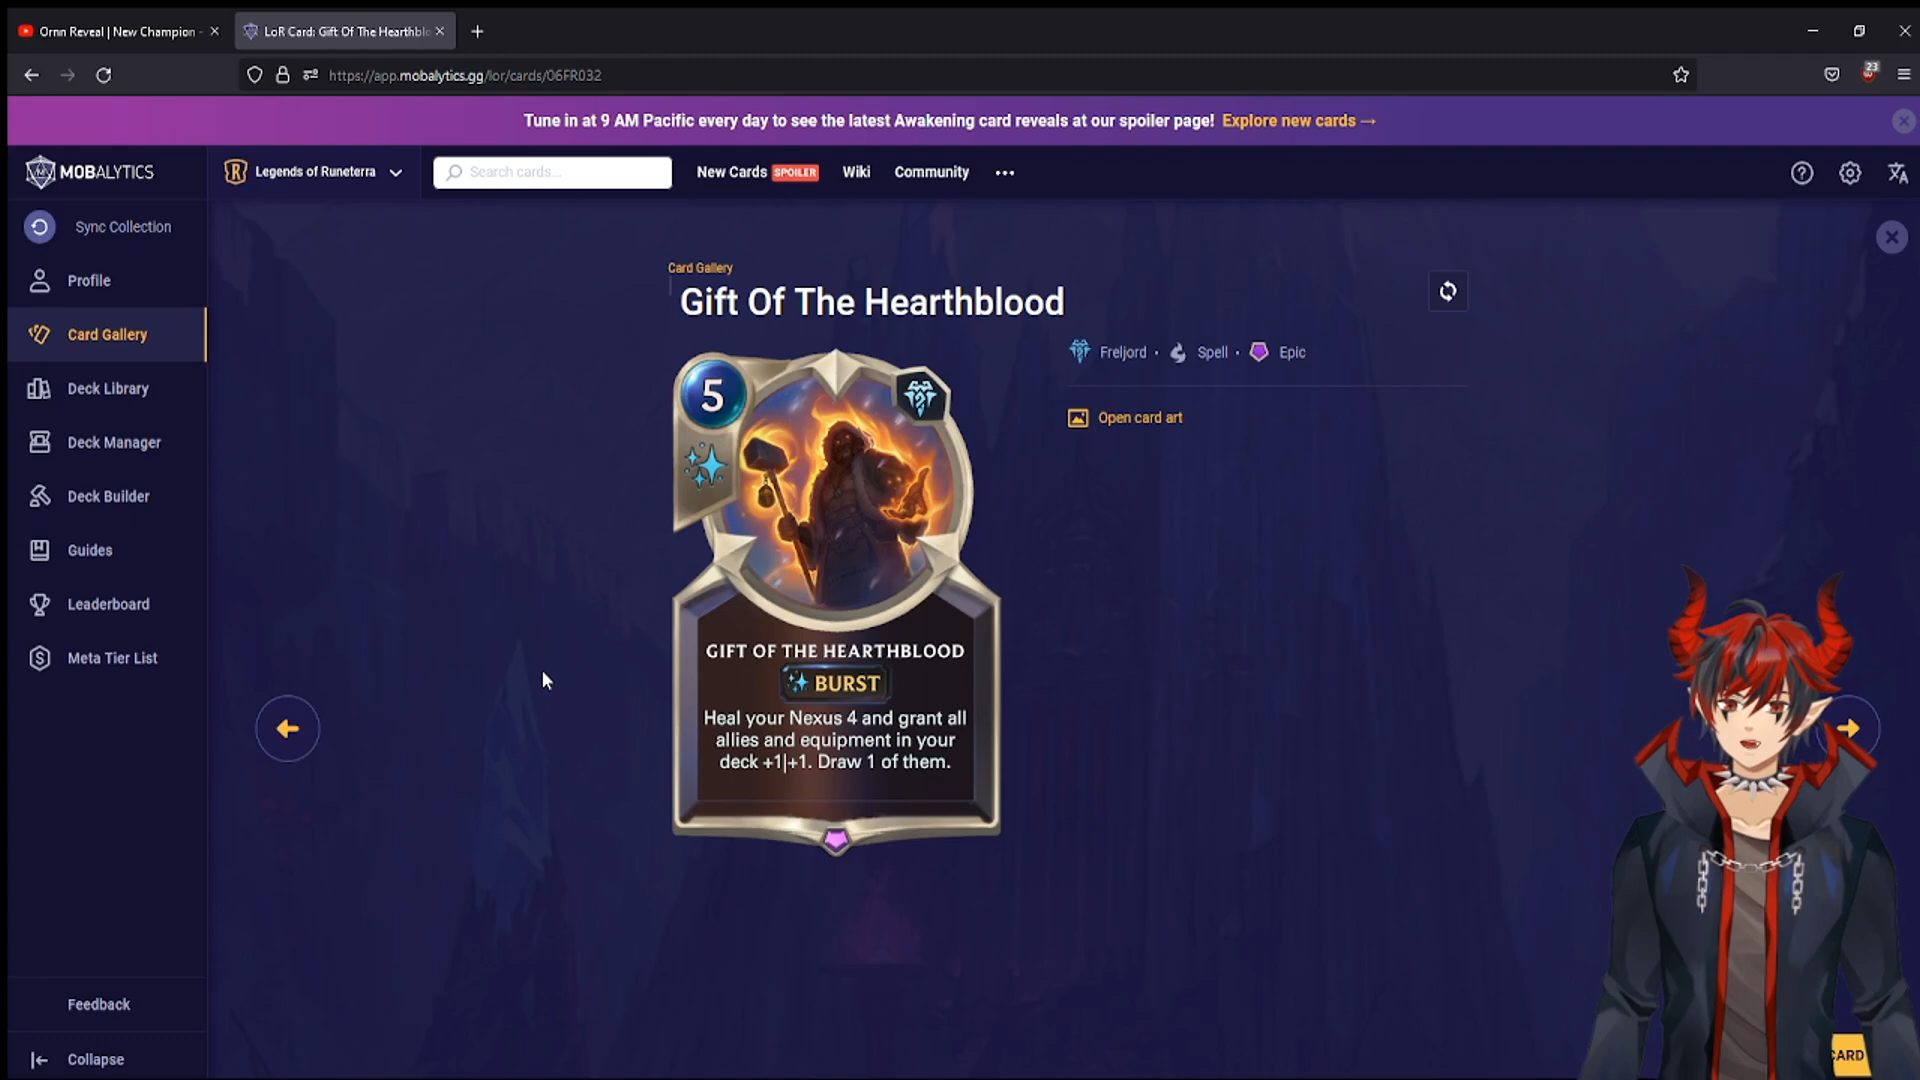 Ornn Reveal | New Champion -
LoR Card: Gift Of The Hearthblo
https://app.mobalytics.gg/lor/cards/06FR032
23
Tune in at 9 AM Pacific every day to see the latest Awakening card reveals at our spoiler page! Explore new cards →
MOBALYTICS
Legends of Runeterra
Search cards...
New Cards SPOILER
Wiki
Community
Sync Collection
Profile
Card Gallery
Deck Library
Deck Manager
Deck Builder
Guides
Leaderboard
Meta Tier List
Feedback
Collapse
Card Gallery
Gift Of The Hearthblood
Freljord · Spell · Epic
Open card art
5
GIFT OF THE HEARTHBLOOD
BURST
Heal your Nexus 4 and grant all
allies and equipment in your
deck +1|+1. Draw 1 of them.
CARD